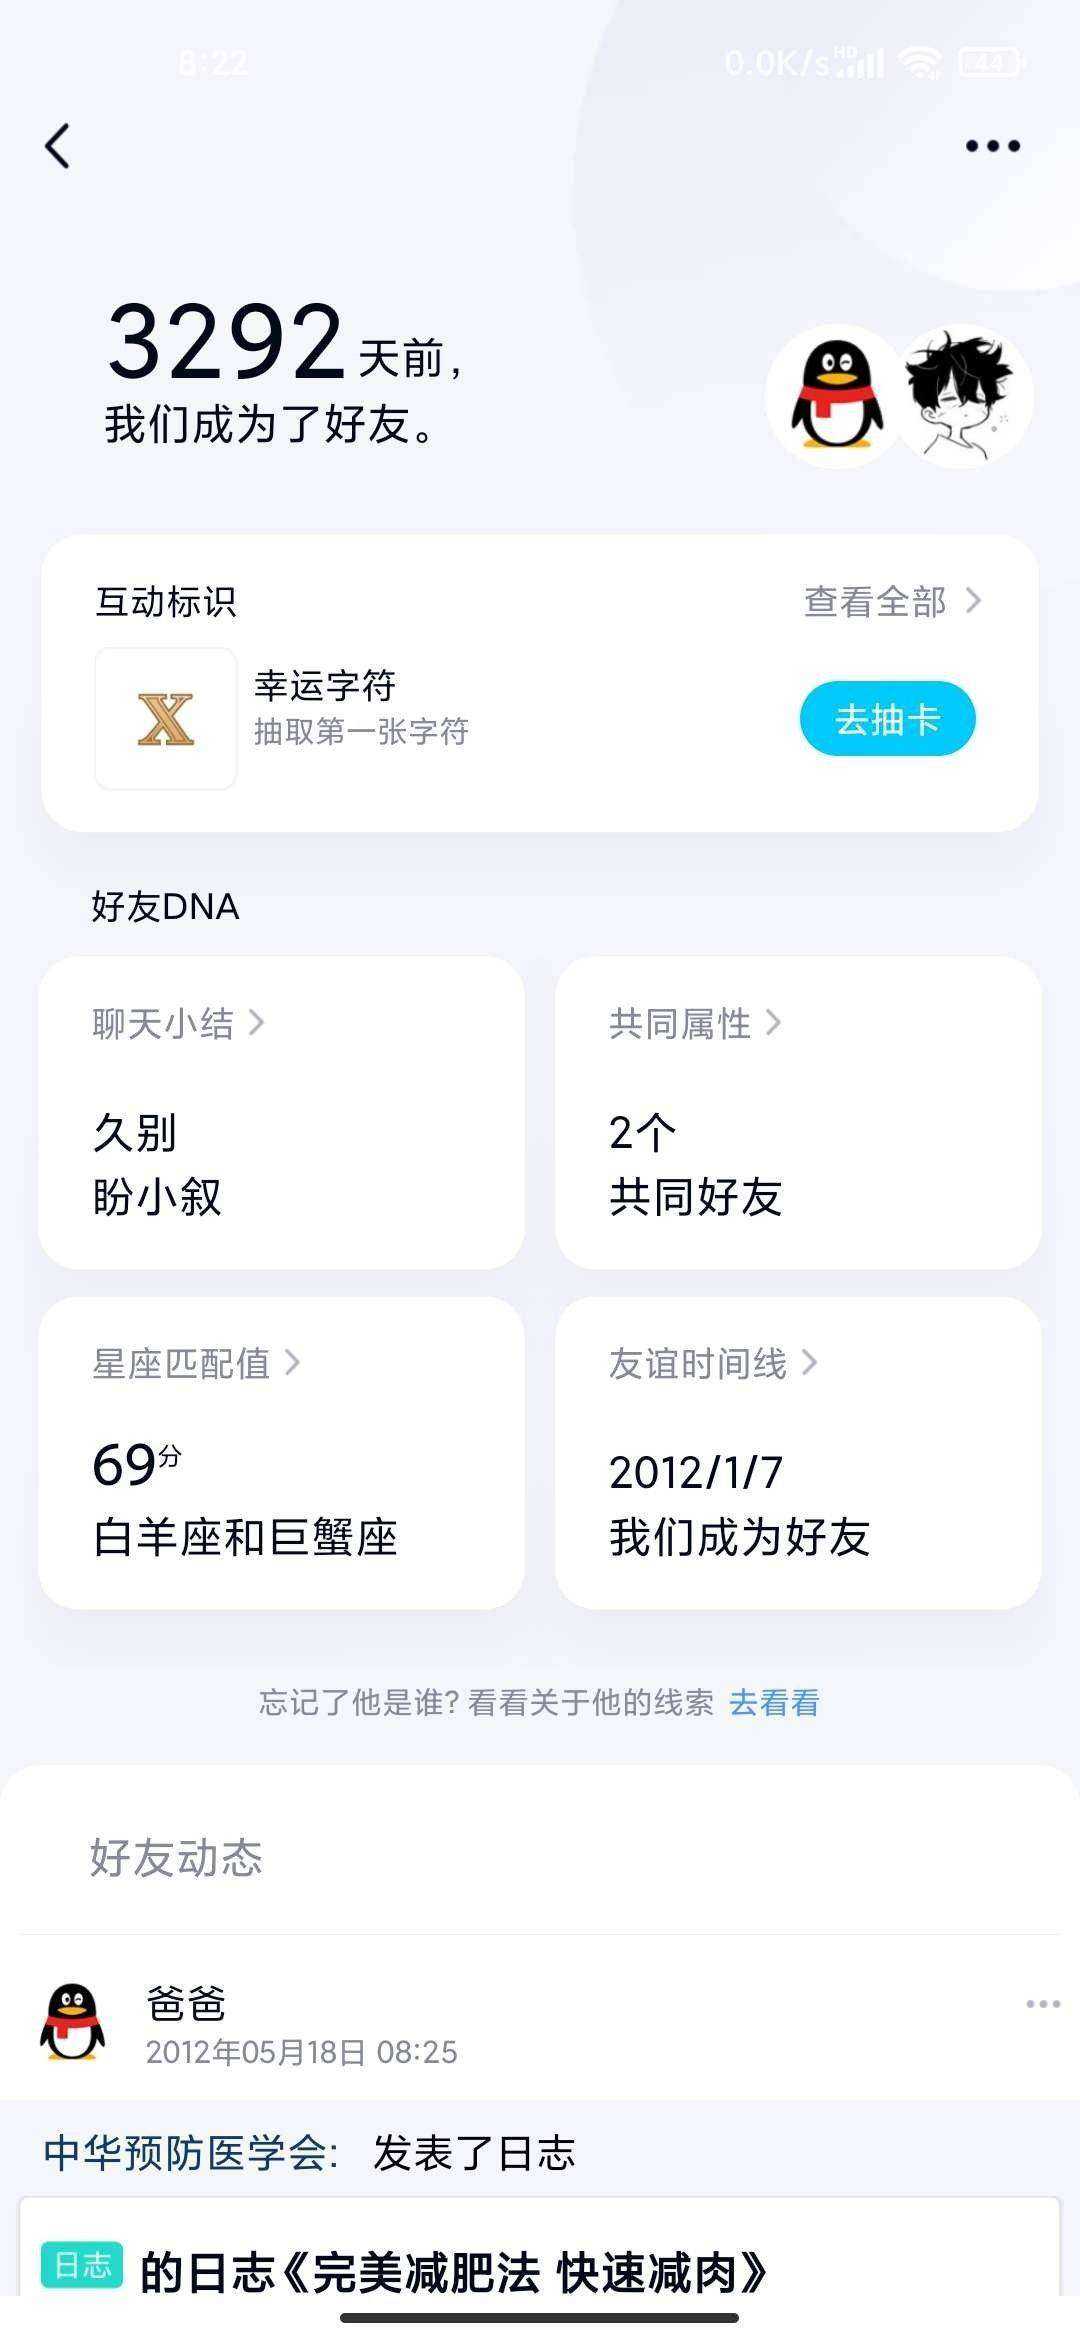 8:22
0.0K/s HD 44
3292天前，
我们成为了好友。
互动标识
查看全部
X
幸运字符
抽取第一张字符
去抽卡
好友DNA
聊天小结
久别
盼小叙
共同属性
2个
共同好友
星座匹配值
69分
白羊座和巨蟹座
友谊时间线
2012/1/7
我们成为好友
忘记了他是谁?看看关于他的线索 去看看
好友动态
爸爸
2012年05月18日 08:25
中华预防医学会: 发表了日志
日志 的日志《完美减肥法 快速减肉》